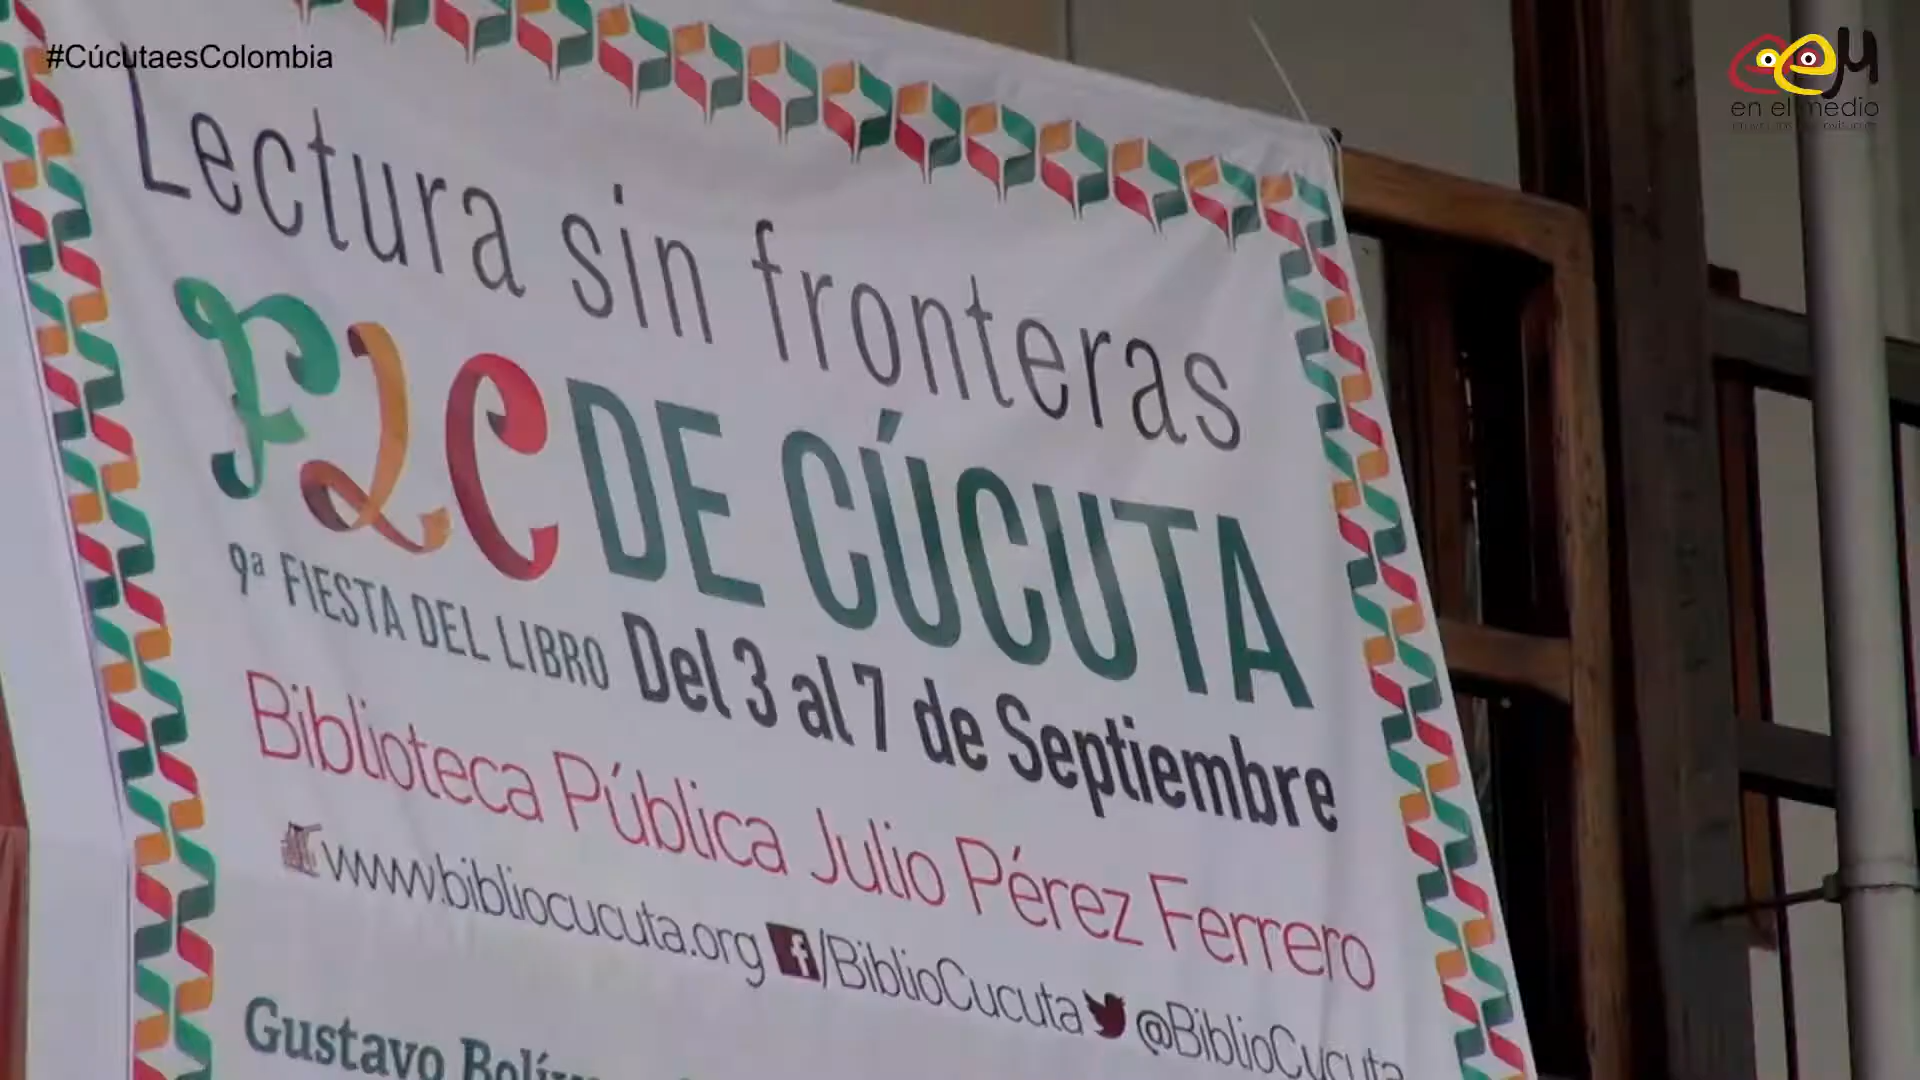 #CúcutaesColombia
eeM
en el medio
Lectura sin fronteras
FLC DE CÚCUTA
9ª FIESTA DEL LIBRO Del 3 al 7 de Septiembre
Biblioteca Pública Julio Pérez Ferrero
www.bibliocucuta.org f/BiblioCucuta @BiblioCucuta
Gustavo